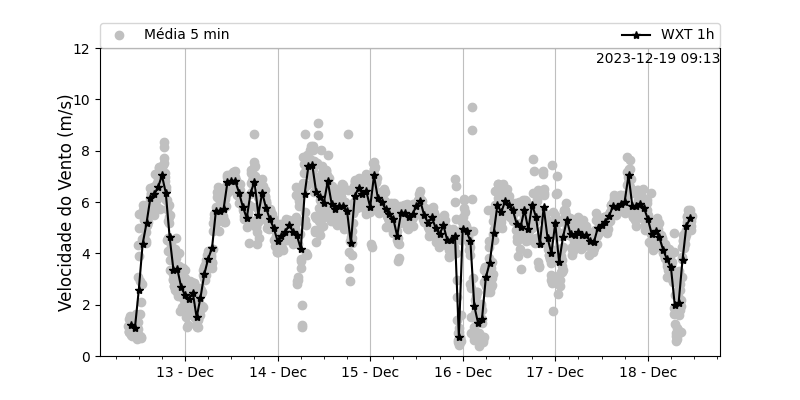 Média 5 min
WXT 1h
2023-12-19 09:13
Velocidade do Vento (m/s)
12
10
8
6
4
2
0
13 - Dec
14 - Dec
15 - Dec
16 - Dec
17 - Dec
18 - Dec